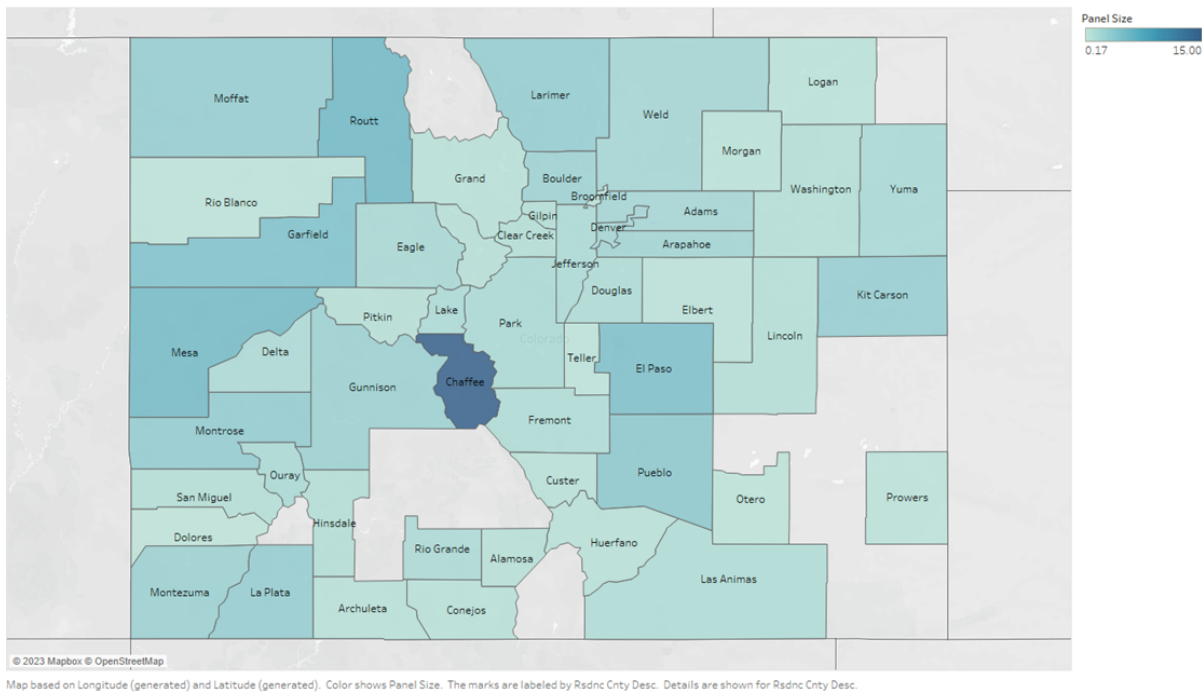 Panel Size
0.17 15.00
Logan
Larimer
Moffat
Weld
Routt
Morgan
Grand
Boulder
Washington
Yuma
Rio Blanco
Broomfield
Adams
Gilpin
Denver
Garfield
Clear Creek
Eagle
Arapahoe
Jefferson
Douglas
Kit Carson
Lake
Elbert
Pitkin
Park
Lincoln
Colorado
Mesa
Delta
Teller
El Paso
Chaffee
Gunnison
Fremont
Montrose
Pueblo
Ouray
Custer
San Miguel
Otero
Prowers
Hinsdale
Dolores
Huerfano
Rio Grande
Alamosa
Las Animas
Montezuma
La Plata
Archuleta
Conejos
© 2023 Mapbox © OpenStreetMap
Map based on Longitude (generated) and Latitude (generated). Color shows Panel Size. The marks are labeled by Rsdnc Cnty Desc. Details are shown for Rsdnc Cnty Desc.